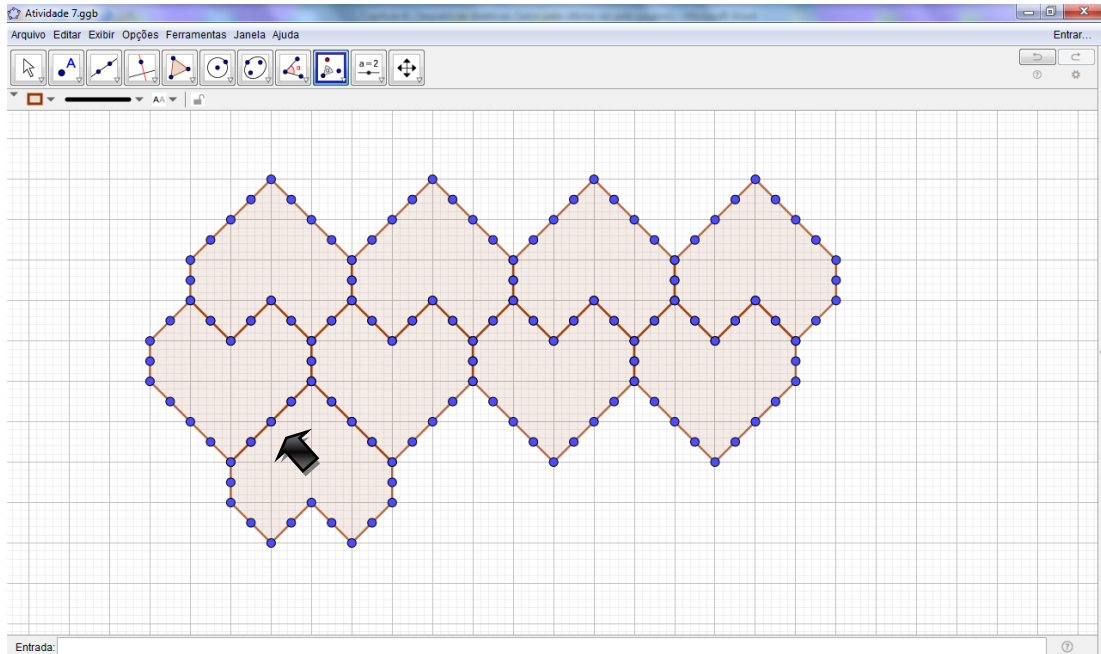 Atividade 7.ggb
Arquivo Editar Exibir Opções Ferramentas Janela Ajuda Entrar...
A α a = 2
AA
Entrada: